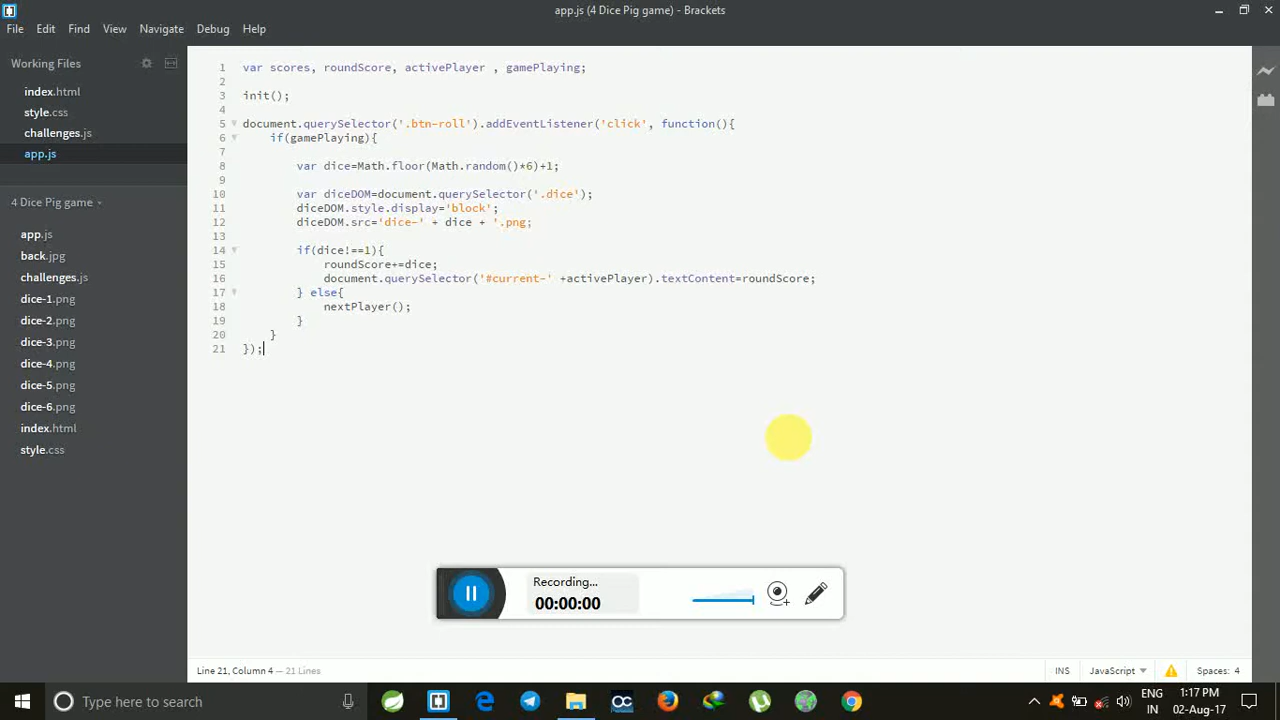 app.js (4 Dice Pig game) - Brackets
File Edit Find View Navigate Debug Help
Working Files
index.html
style.css
challenges.js
app.js
4 Dice Pig game
app.js
back.jpg
challenges.js
dice-1.png
dice-2.png
dice-3.png
dice-4.png
dice-5.png
dice-6.png
index.html
style.css
1 var scores, roundScore, activePlayer , gamePlaying;
2
3 init();
4
5 document.querySelector('.btn-roll').addEventListener('click', function(){
6 if(gamePlaying){
7
8 var dice=Math.floor(Math.random()*6)+1;
9
10 var diceDOM=document.querySelector('.dice');
11 diceDOM.style.display='block';
12 diceDOM.src='dice-' + dice + '.png;
13
14 if(dice!==1){
15 roundScore+=dice;
16 document.querySelector('#current-' +activePlayer).textContent=roundScore;
17 } else{
18 nextPlayer();
19 }
20 }
21 });
Recording...
00:00:00
Line 21, Column 4 — 21 Lines
INS JavaScript Spaces: 4
Type here to search
ENG
IN
1:17 PM
02-Aug-17